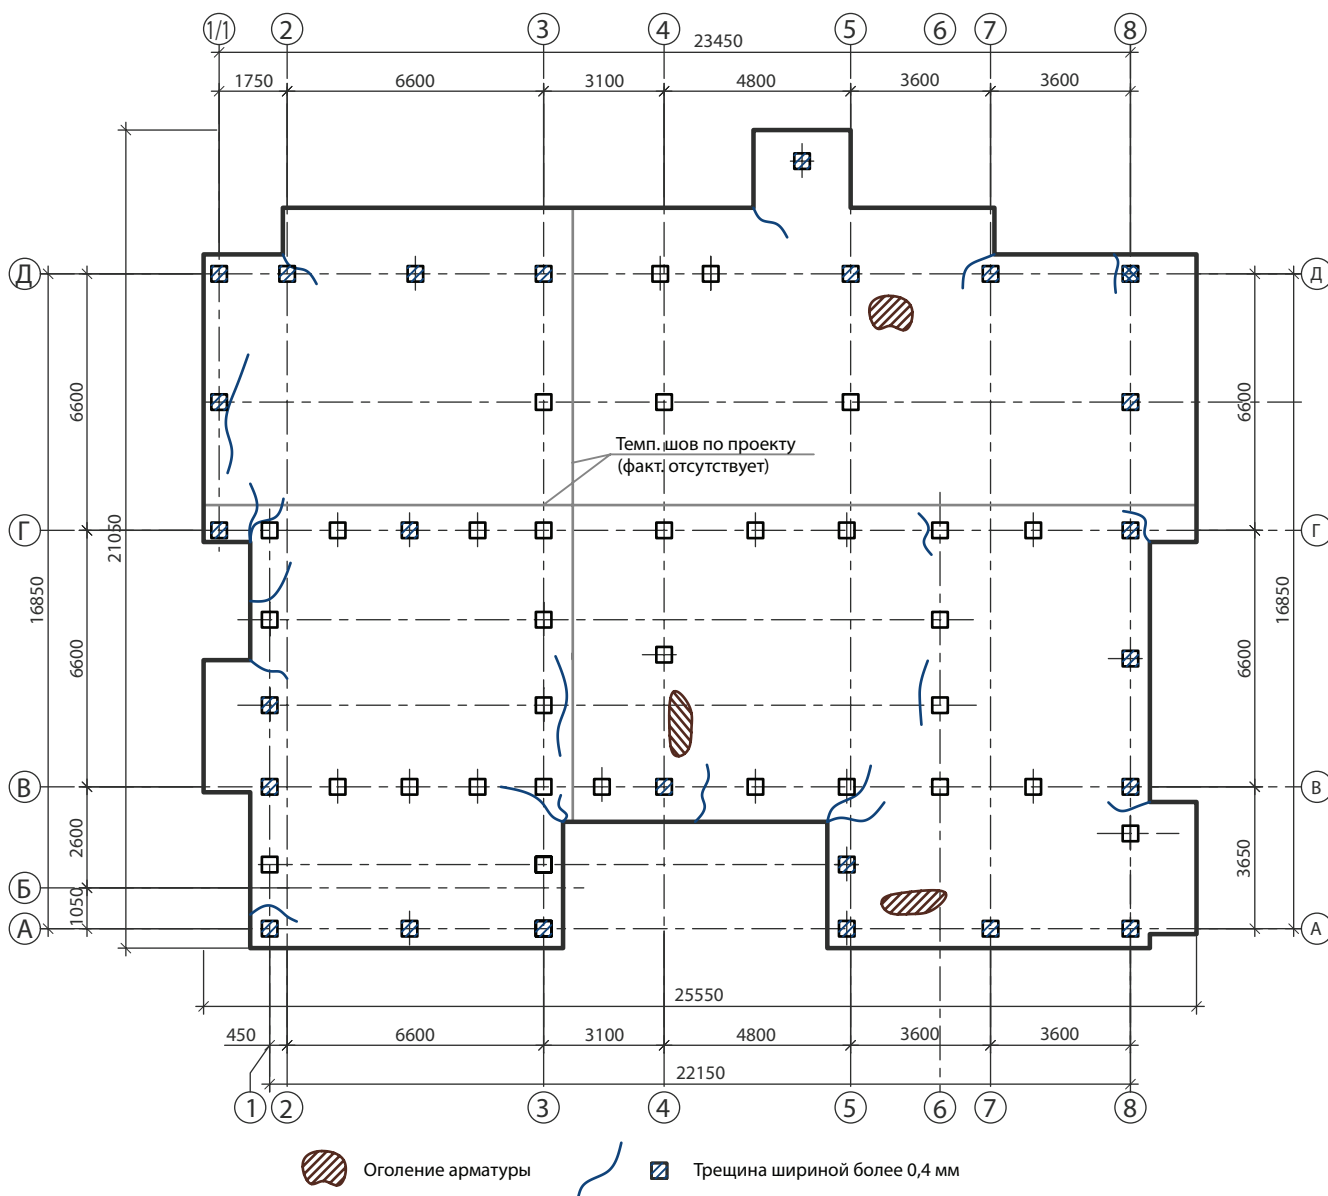 1/1 2 3 4 5 6 7 8
23450
1750 6600 3100 4800 3600 3600
Д Д
6600 6600
Темп. шов по проекту
(факт. отсутствует)
Г Г
21050
16850 16850
6600 6600
В В
2600
3650
Б
1050
А А
25550
450 6600 3100 4800 3600 3600
22150
1 2 3 4 5 6 7 8
Оголение арматуры
Трещина шириной более 0,4 мм